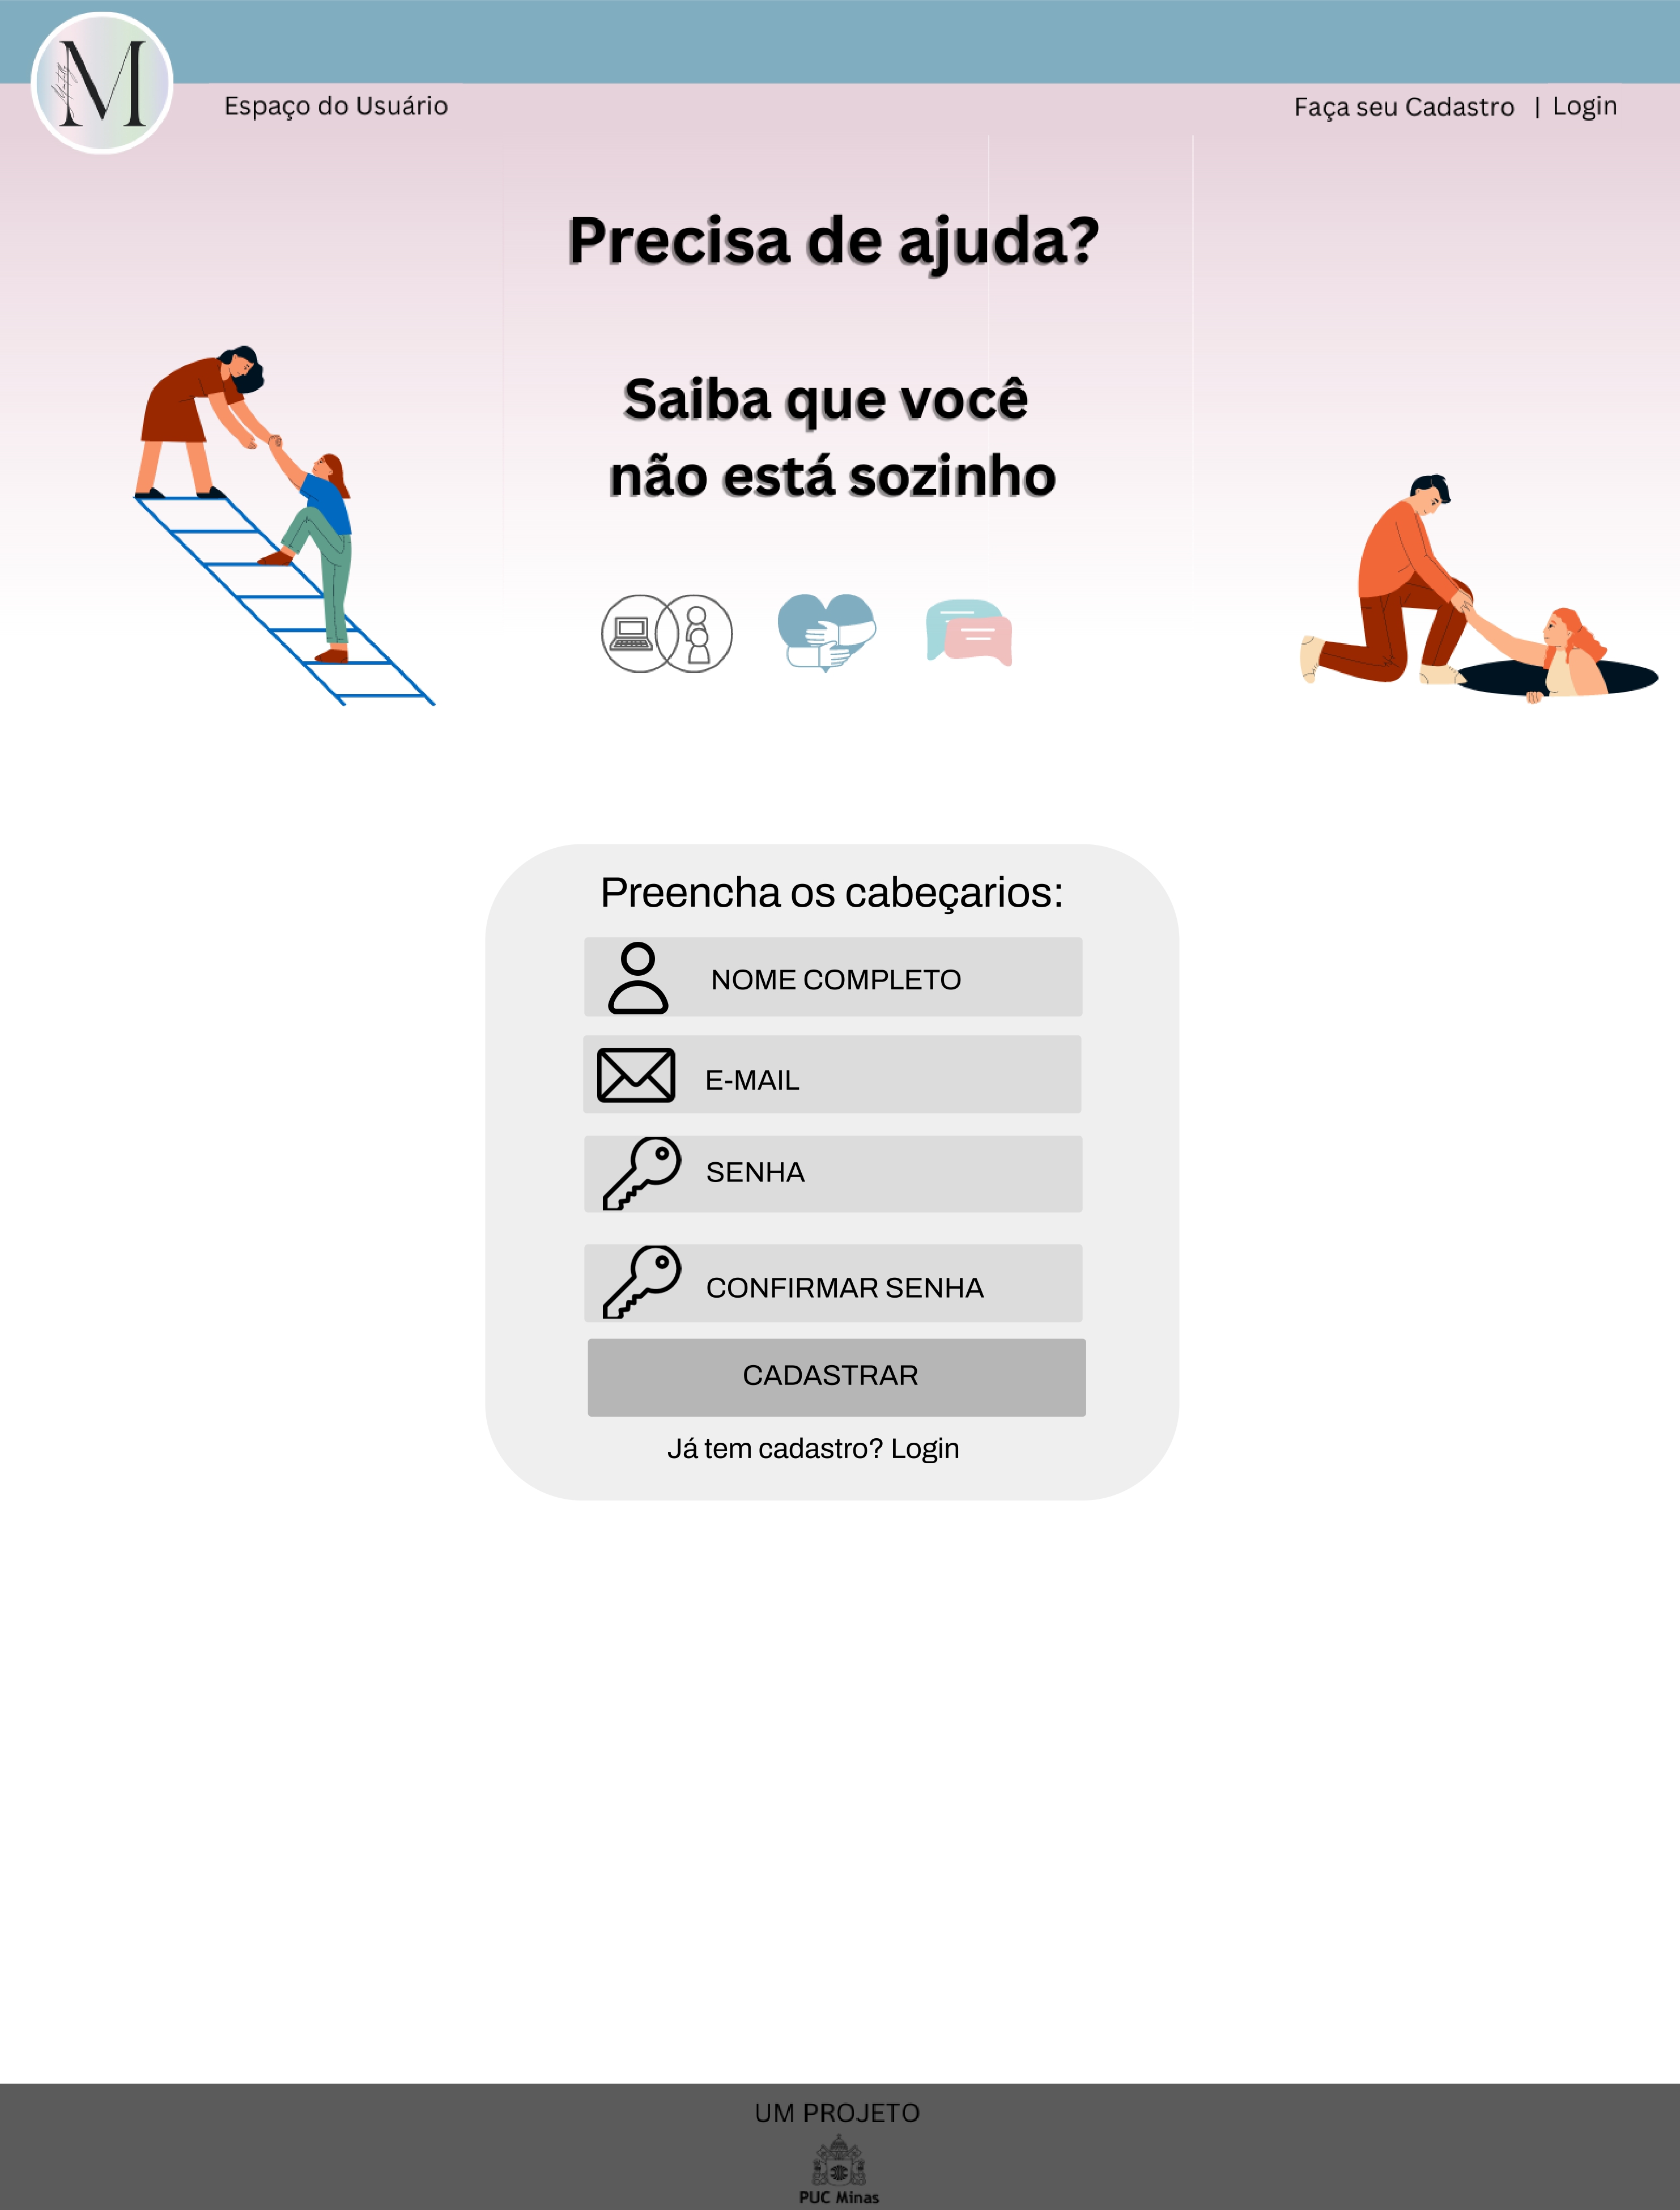 M
Espaço do Usuário
Faça seu Cadastro | Login
Precisa de ajuda?
Saiba que você
não está sozinho
Preencha os cabeçarios:
NOME COMPLETO
E-MAIL
SENHA
CONFIRMAR SENHA
CADASTRAR
Já tem cadastro? Login
UM PROJETO
PUC Minas